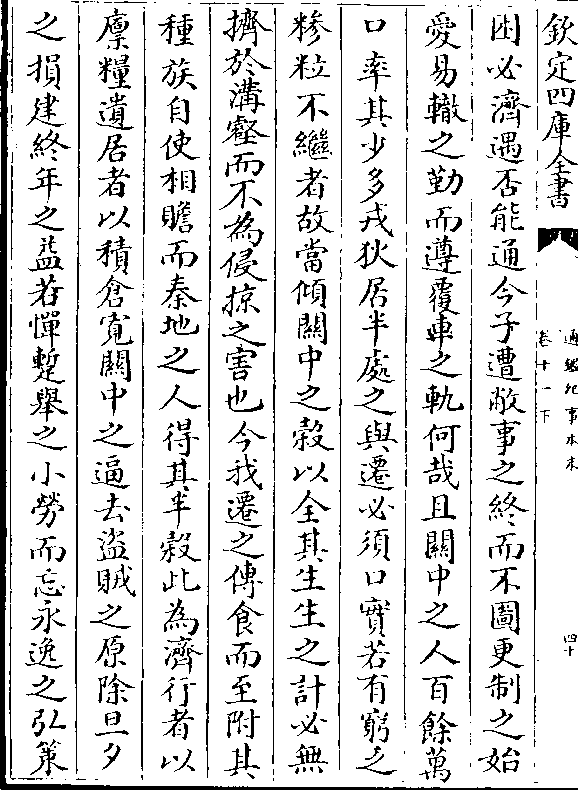 欽定四庫全書
通鑑紀事本末
卷十一下
四十
困必濟遇否能通今子遭敝事之終而不圖更制之始
愛易轍之勤而遵覆車之軌何哉且關中之人百餘萬
口率其少多戎狄居半處之與遷必須口實若有窮乏
糝粒不繼者故當傾關中之穀以全其生生之計必無
擠於溝壑而不為侵掠之害也今我遷之傳食而至附其
種族自使相贍而秦地之人得其半穀此為濟行者以
廪糧遺居者以積倉寛關中之逼去盜賊之原除旦夕
之損建終年之益若憚蹔舉之小勞而忘永逸之弘策